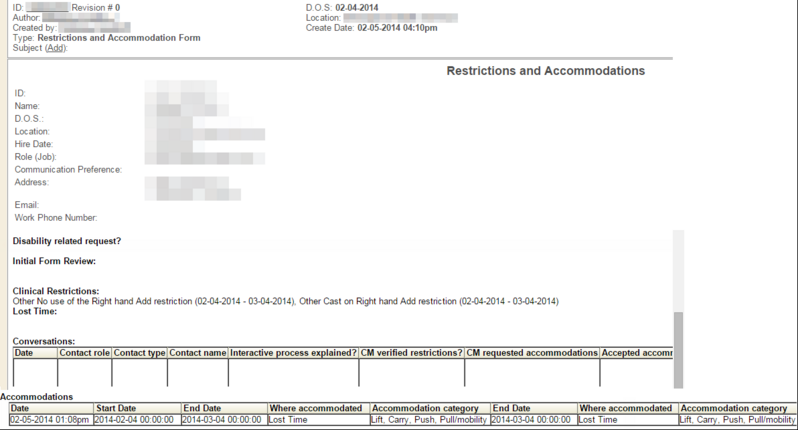 ID: Revision # 0
D.O.S: 02-04-2014
Author:
Location:
Created by:
Create Date: 02-05-2014 04:10pm
Type: Restrictions and Accommodation Form
Subject (Add):
Restrictions and Accommodations
ID:
Name:
D.O.S.:
Location:
Hire Date:
Role (Job):
Communication Preference:
Address:
Email:
Work Phone Number:
Disability related request?
Initial Form Review:
Clinical Restrictions:
Other No use of the Right hand Add restriction (02-04-2014 - 03-04-2014), Other Cast on Right hand Add restriction (02-04-2014 - 03-04-2014)
Lost Time:
Conversations:
Date Contact role Contact type Contact name Interactive process explained? CM verified restrictions? CM requested accommodations Accepted accomm
Accommodations
Date Start Date End Date Where accommodated Accommodation category End Date Where accommodated Accommodation category
02-05-2014 01:08pm 2014-02-04 00:00:00 2014-03-04 00:00:00 Lost Time Lift, Carry, Push, Pull/mobility 2014-03-04 00:00:00 Lost Time Lift, Carry, Push, Pull/mobility